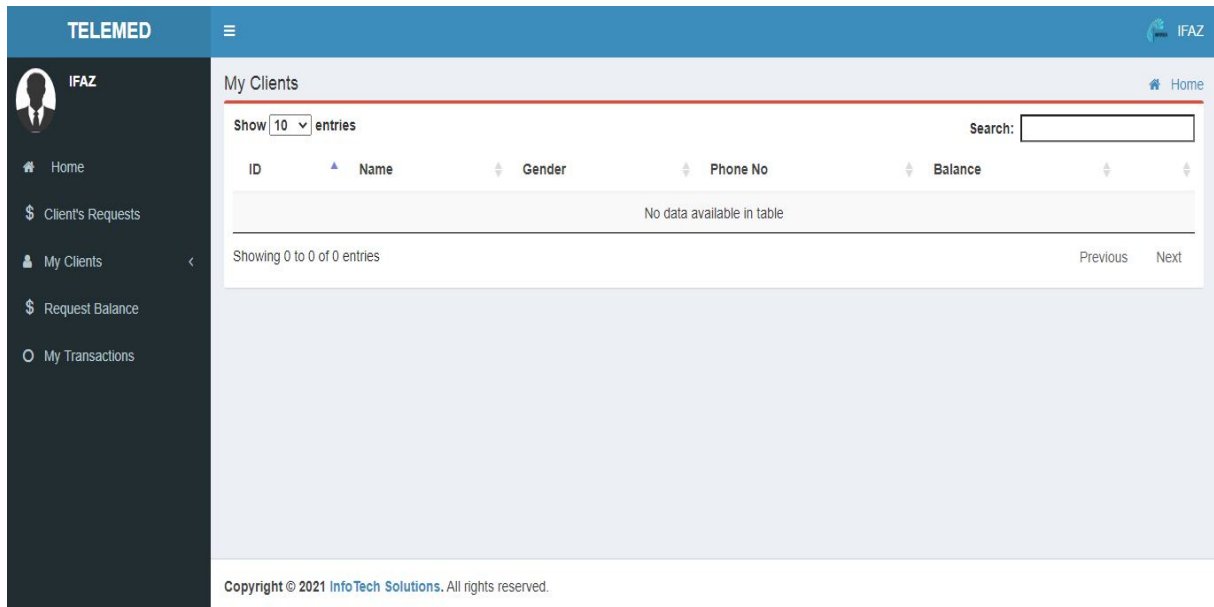 TELEMED
IFAZ
IFAZ
My Clients
Home
Home
Client's Requests
My Clients
Request Balance
My Transactions
Show 10 entries
Search:
ID Name Gender Phone No Balance
No data available in table
Showing 0 to 0 of 0 entries
Previous Next
Copyright © 2021 InfoTech Solutions. All rights reserved.